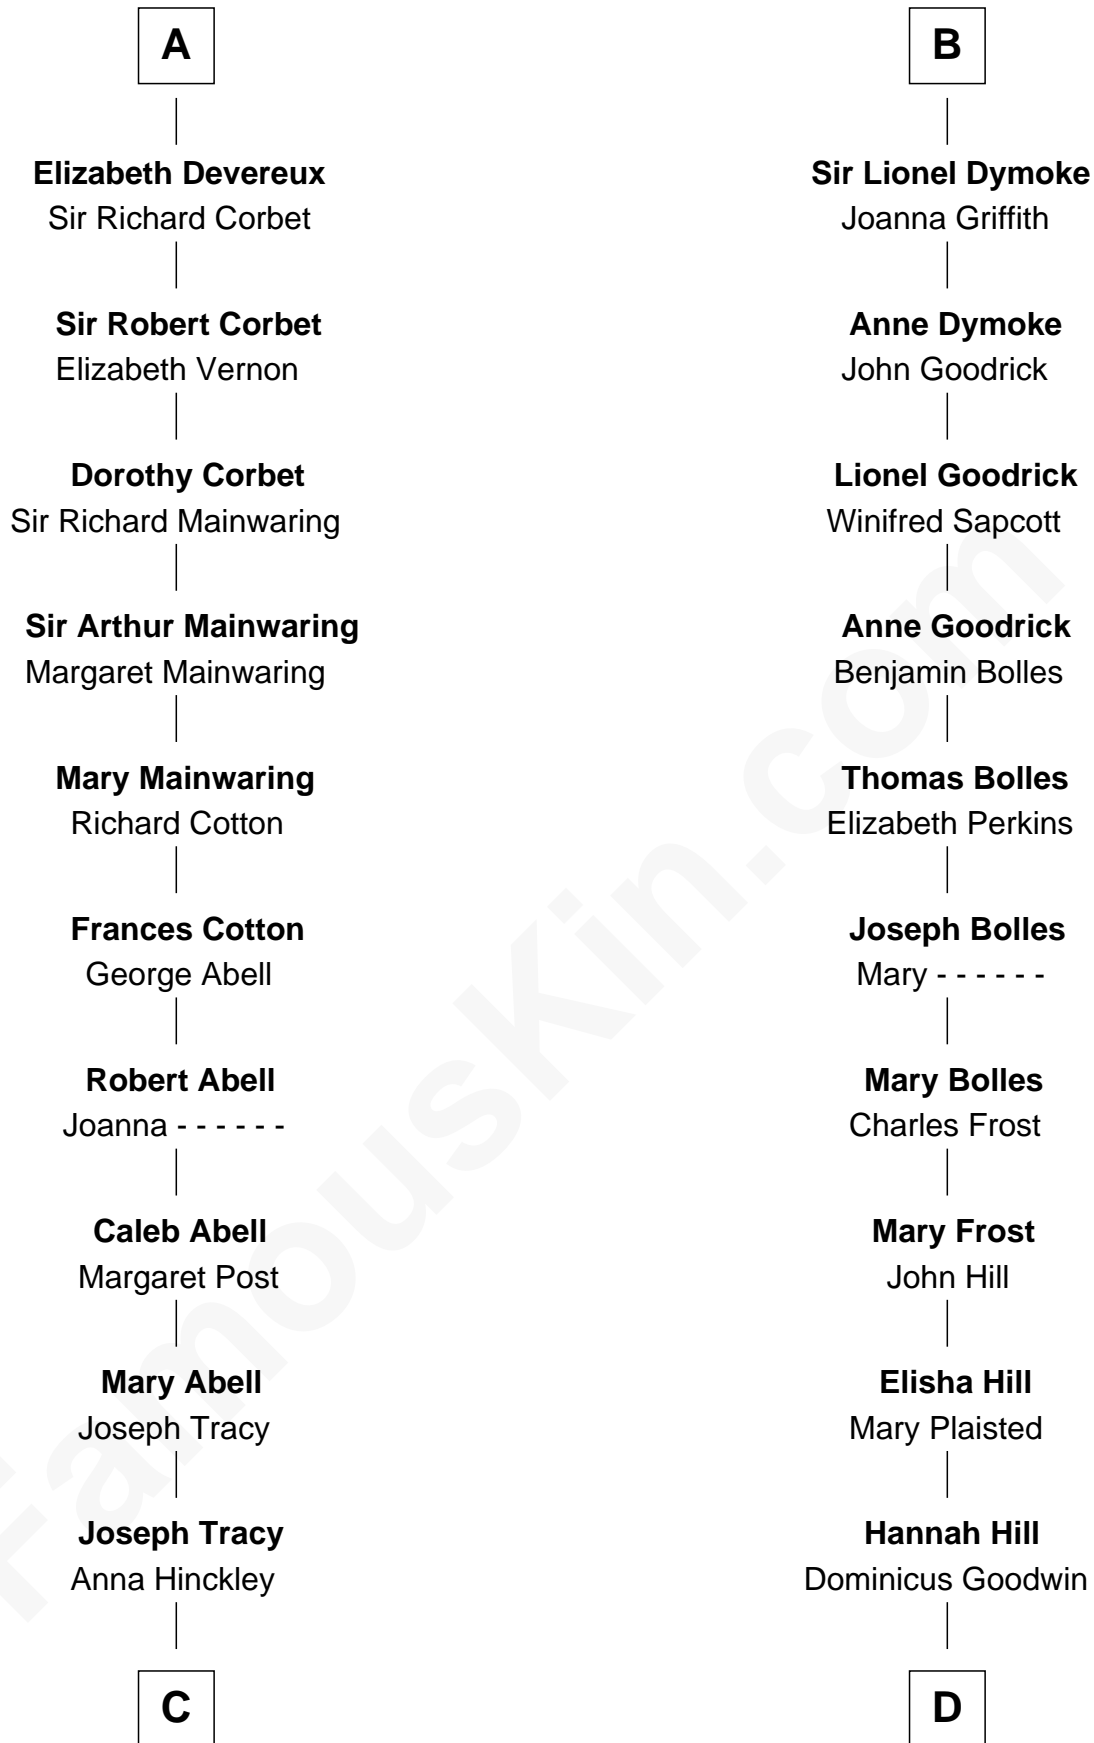 A
Elizabeth Devereux
Sir Richard Corbet
Sir Robert Corbet
Elizabeth Vernon
Dorothy Corbet
Sir Richard Mainwaring
Sir Arthur Mainwaring
Margaret Mainwaring
Mary Mainwaring
Richard Cotton
Frances Cotton
George Abell
Robert Abell
Joanna - - - - - -
Caleb Abell
Margaret Post
Mary Abell
Joseph Tracy
Joseph Tracy
Anna Hinckley
C
B
Sir Lionel Dymoke
Joanna Griffith
Anne Dymoke
John Goodrick
Lionel Goodrick
Winifred Sapcott
Anne Goodrick
Benjamin Bolles
Thomas Bolles
Elizabeth Perkins
Joseph Bolles
Mary - - - - - -
Mary Bolles
Charles Frost
Mary Frost
John Hill
Elisha Hill
Mary Plaisted
Hannah Hill
Dominicus Goodwin
D
FamousKin.com